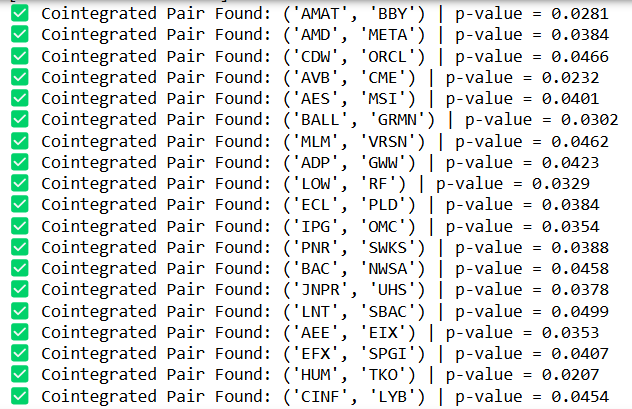 ✅ Cointegrated Pair Found: ('AMAT', 'BBY') | p-value = 0.0281
✅ Cointegrated Pair Found: ('AMD', 'META') | p-value = 0.0384
✅ Cointegrated Pair Found: ('CDW', 'ORCL') | p-value = 0.0466
✅ Cointegrated Pair Found: ('AVB', 'CME') | p-value = 0.0232
✅ Cointegrated Pair Found: ('AES', 'MSI') | p-value = 0.0401
✅ Cointegrated Pair Found: ('BALL', 'GRMN') | p-value = 0.0302
✅ Cointegrated Pair Found: ('MLM', 'VRSN') | p-value = 0.0462
✅ Cointegrated Pair Found: ('ADP', 'GWW') | p-value = 0.0423
✅ Cointegrated Pair Found: ('LOW', 'RF') | p-value = 0.0329
✅ Cointegrated Pair Found: ('ECL', 'PLD') | p-value = 0.0384
✅ Cointegrated Pair Found: ('IPG', 'OMC') | p-value = 0.0354
✅ Cointegrated Pair Found: ('PNR', 'SWKS') | p-value = 0.0388
✅ Cointegrated Pair Found: ('BAC', 'NWSA') | p-value = 0.0458
✅ Cointegrated Pair Found: ('JNPR', 'UHS') | p-value = 0.0378
✅ Cointegrated Pair Found: ('LNT', 'SBAC') | p-value = 0.0499
✅ Cointegrated Pair Found: ('AEE', 'EIX') | p-value = 0.0353
✅ Cointegrated Pair Found: ('EFX', 'SPGI') | p-value = 0.0407
✅ Cointegrated Pair Found: ('HUM', 'TKO') | p-value = 0.0207
✅ Cointegrated Pair Found: ('CINF', 'LYB') | p-value = 0.0454